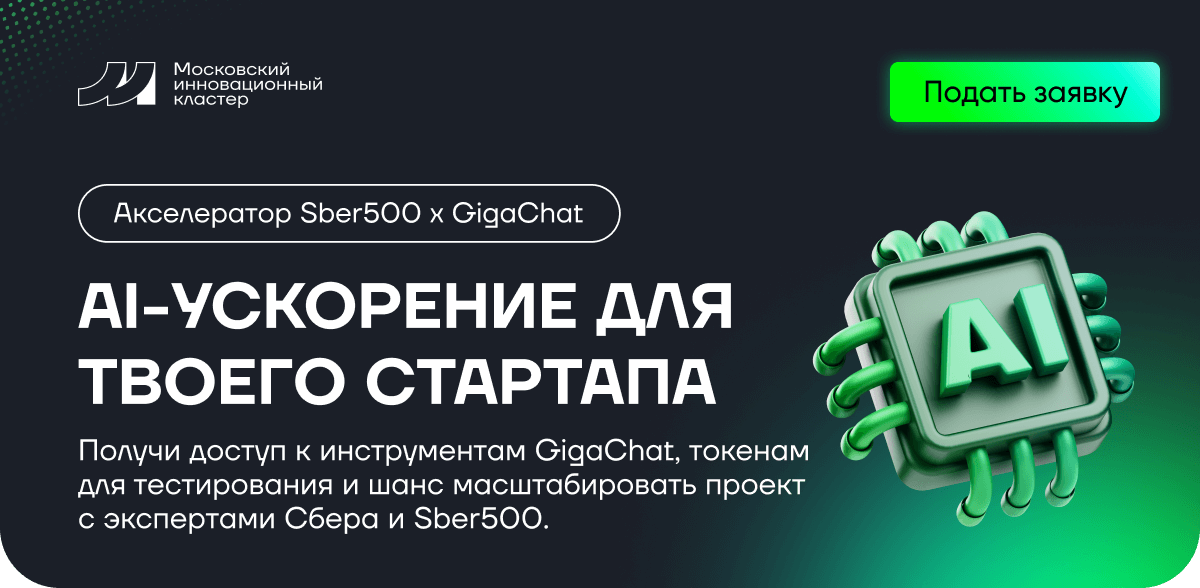 Московский
инновационный
кластер
Подать заявку
Акселератор Sber500 x GigaChat
AI-УСКОРЕНИЕ ДЛЯ
ТВОЕГО СТАРТАПА
Получи доступ к инструментам GigaChat, токенам
для тестирования и шанс масштабировать проект
с экспертами Сбера и Sber500.
AI